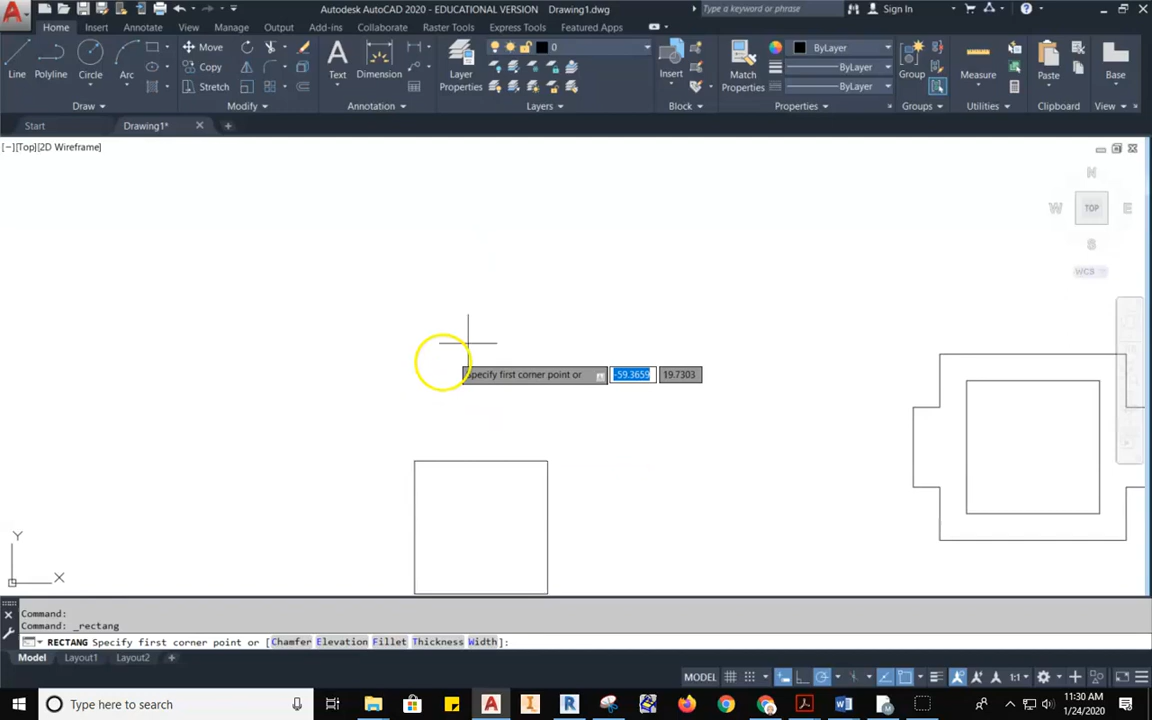 Autodesk AutoCAD 2020 - EDUCATIONAL VERSION Drawing1.dwg
Type a keyword or phrase
Sign In
Home Insert Annotate Parametric View Manage Output Add-ins Collaborate Raster Tools Express Tools Featured Apps
Line Polyline Circle Arc
Move
Copy
Stretch
Text Dimension
Layer
Properties
0
Insert
Match
Properties
ByLayer
ByLayer
ByLayer
Group
Measure
Paste
Base
Draw Modify Annotation Layers Block Properties Groups Utilities Clipboard View
Start Drawing1*
[−][Top][2D Wireframe]
N
W TOP E
S
WCS
Specify first corner point or -59.3659 19.7303
Y
X
Command:
Command: _rectang
RECTANG Specify first corner point or [Chamfer Elevation Fillet Thickness Width]:
Model Layout1 Layout2 +
MODEL 1:1
Type here to search
11:30 AM
1/24/2020